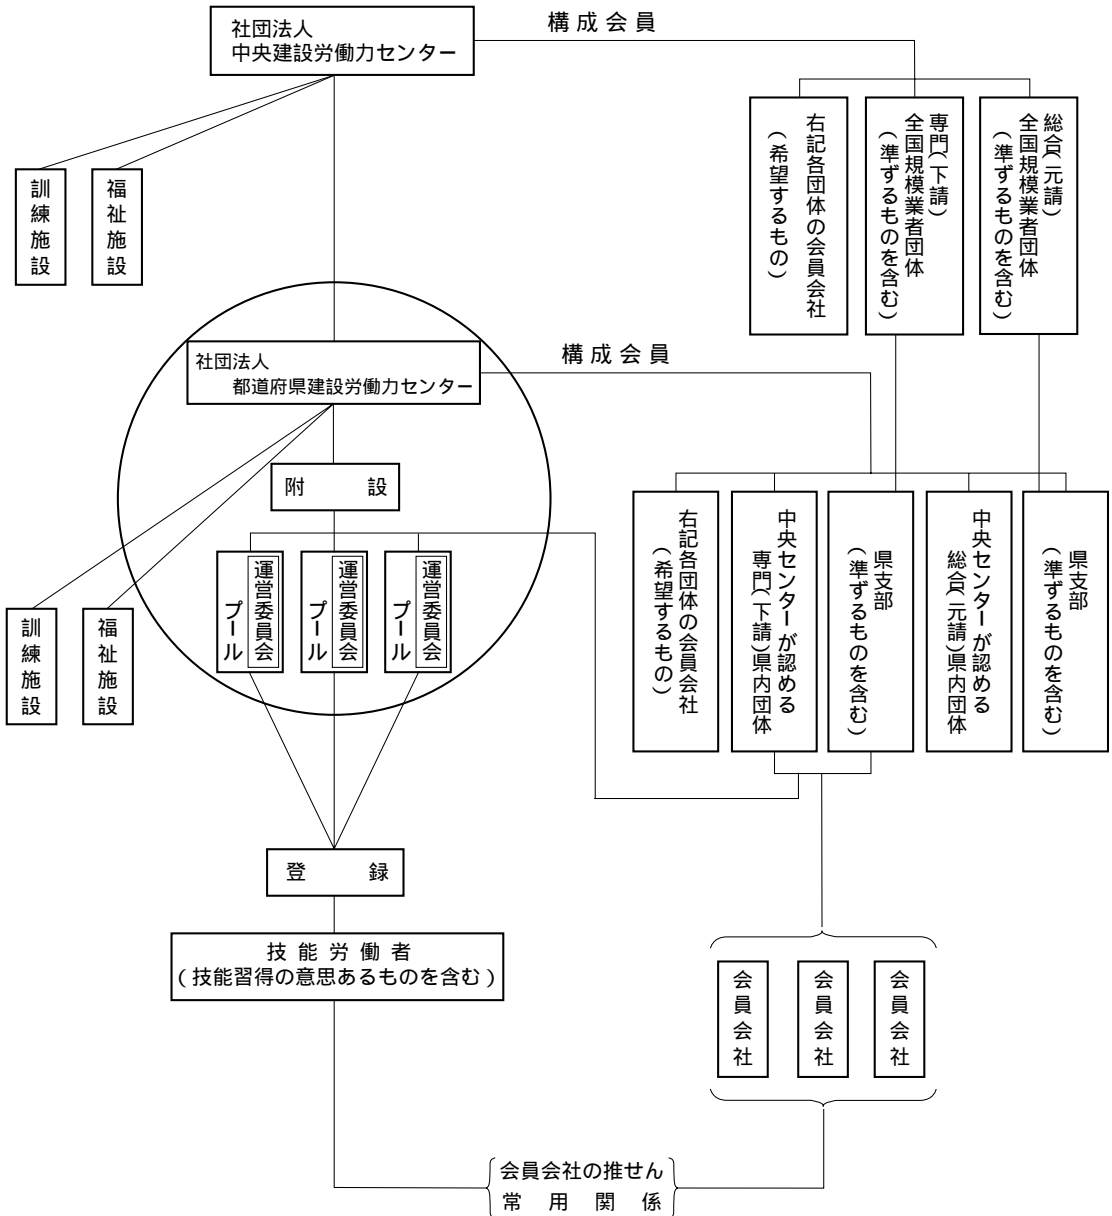 社団法人
中央建設労働力センター
構成会員
総合(元請)
全国規模業者団体
(準ずるものを含む)
専門(下請)
全国規模業者団体
(準ずるものを含む)
右記各団体の会員会社
(希望するもの)
訓練施設
福祉施設
社団法人
都道府県建設労働力センター
構成会員
附設
運営委員会
プール
運営委員会
プール
運営委員会
プール
訓練施設
福祉施設
県支部
(準ずるものを含む)
中央センターが認める
総合(元請)県内団体
県支部
(準ずるものを含む)
中央センターが認める
専門(下請)県内団体
右記各団体の会員会社
(希望するもの)
登録
技能労働者
(技能習得の意思あるものを含む)
会員会社
会員会社
会員会社
会員会社の推せん
常用関係